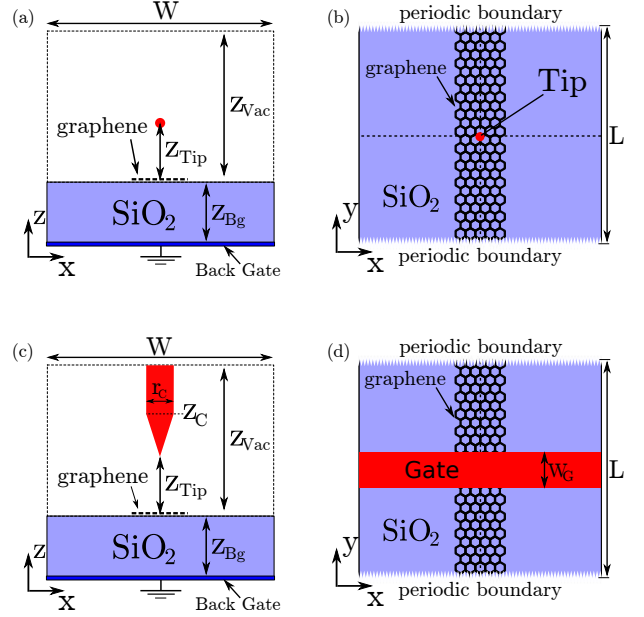 (a)
W
graphene
z_Tip
z_Vac
SiO₂
z_Bg
z
x
Back Gate
(b)
periodic boundary
graphene
Tip
L
SiO₂
y
x
periodic boundary
(c)
W
r_C
z_C
z_Vac
graphene
z_Tip
SiO₂
z_Bg
z
x
Back Gate
(d)
periodic boundary
graphene
Gate
W_G
L
SiO₂
y
x
periodic boundary